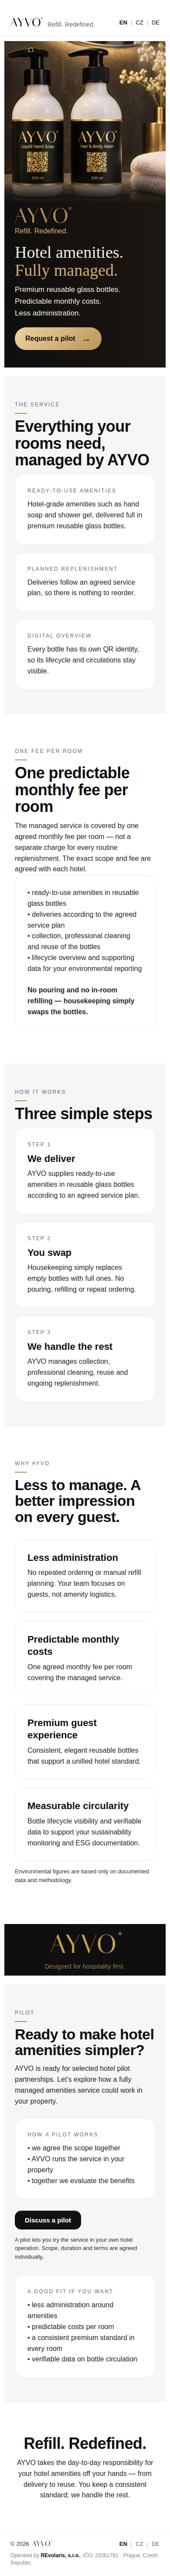 AYVO® Refill. Redefined. EN | CZ | DE
AYVO® AYVO®
Liquid Hand Soap Hair & Body Wash
AYVO®
Refill. Redefined.
Hotel amenities.
Fully managed.
Premium reusable glass bottles.
Predictable monthly costs.
Less administration.
Request a pilot →
THE SERVICE
Everything your
rooms need,
managed by AYVO
READY-TO-USE AMENITIES
Hotel-grade amenities such as hand
soap and shower gel, delivered full in
premium reusable glass bottles.
PLANNED REPLENISHMENT
Deliveries follow an agreed service
plan, so there is nothing to reorder.
DIGITAL OVERVIEW
Every bottle has its own QR identity,
so its lifecycle and circulations stay
visible.
ONE FEE PER ROOM
One predictable
monthly fee per
room
The managed service is covered by one
agreed monthly fee per room — not a
separate charge for every routine
replenishment. The exact scope and fee are
agreed with each hotel.
• ready-to-use amenities in reusable
glass bottles
• deliveries according to the agreed
service plan
• collection, professional cleaning
and reuse of the bottles
• lifecycle overview and supporting
data for your environmental reporting
No pouring and no in-room
refilling — housekeeping simply
swaps the bottles.
HOW IT WORKS
Three simple steps
STEP 1
We deliver
AYVO supplies ready-to-use
amenities in reusable glass bottles
according to an agreed service plan.
STEP 2
You swap
Housekeeping simply replaces
empty bottles with full ones. No
pouring, refilling or repeat ordering.
STEP 3
We handle the rest
AYVO manages collection,
professional cleaning, reuse and
ongoing replenishment.
WHY AYVO
Less to manage. A
better impression
on every guest.
Less administration
No repeated ordering or manual refill
planning. Your team focuses on
guests, not amenity logistics.
Predictable monthly
costs
One agreed monthly fee per room
covering the managed service.
Premium guest
experience
Consistent, elegant reusable bottles
that support a unified hotel standard.
Measurable circularity
Bottle lifecycle visibility and verifiable
data to support your sustainability
monitoring and ESG documentation.
Environmental figures are based only on documented
data and methodology.
AYVO®
Designed for hospitality first.
PILOT
Ready to make hotel
amenities simpler?
AYVO is ready for selected hotel pilot
partnerships. Let's explore how a fully
managed amenities service could work in
your property.
HOW A PILOT WORKS
• we agree the scope together
• AYVO runs the service in your
property
• together we evaluate the benefits
Discuss a pilot
A pilot lets you try the service in your own hotel
operation. Scope, duration and terms are agreed
individually.
A GOOD FIT IF YOU WANT
• less administration around
amenities
• predictable costs per room
• a consistent premium standard in
every room
• verifiable data on bottle circulation
Refill. Redefined.
AYVO takes the day-to-day responsibility for
your hotel amenities off your hands — from
delivery to reuse. You keep a consistent
standard; we handle the rest.
© 2026 AYVO® EN | CZ | DE
Operated by REvolaris, s.r.o., IČO: 23261781 · Prague, Czech
Republic